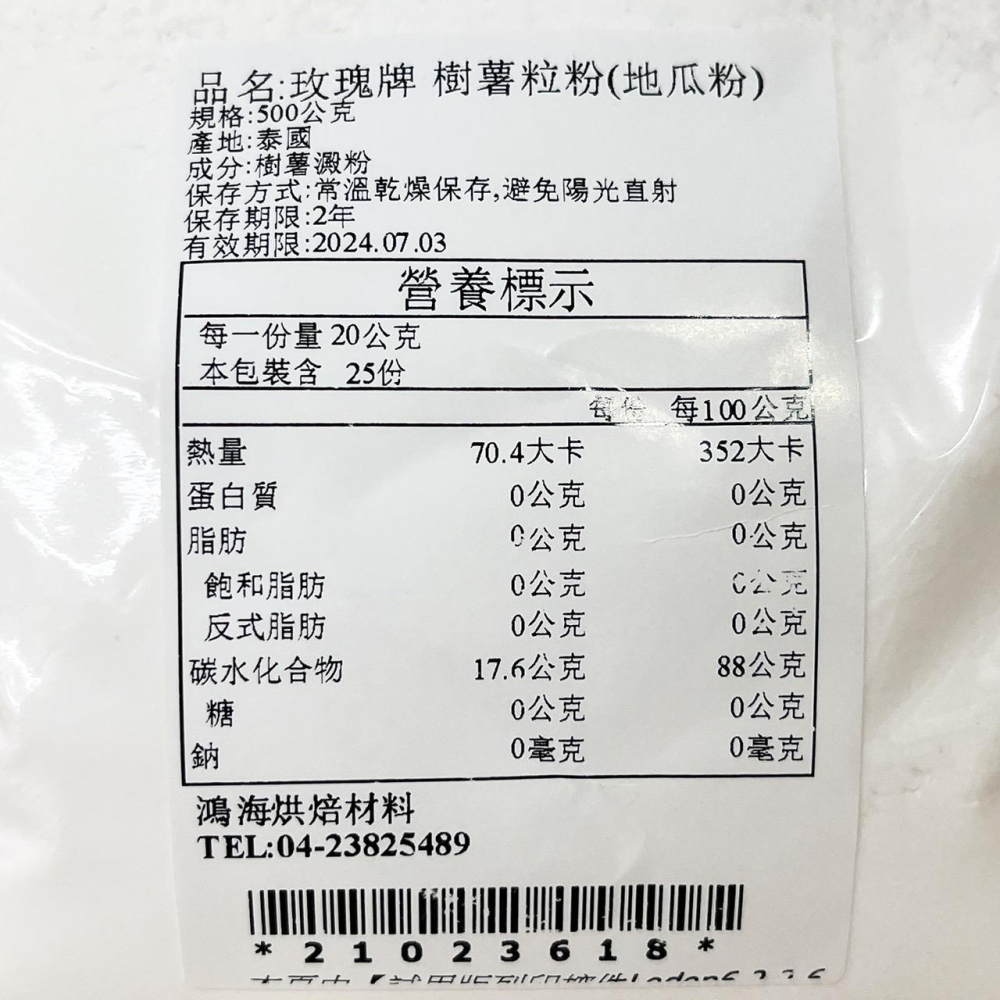 品 名:玫瑰牌 樹薯粒粉(地瓜粉)
規格:500公克
產地:泰國
成分:樹薯澱粉
保存方式:常溫乾燥保存,避免陽光直射
保存期限:2年
有效期限:2024.07.03
營養標示
每一份量 20公克
本包裝含 25份
每份 每100公克
熱量 70.4大卡 352大卡
蛋白質 0公克 0公克
脂肪 0公克 0公克
飽和脂肪 0公克 0公克
反式脂肪 0公克 0公克
碳水化合物 17.6公克 88公克
糖 0公克 0公克
鈉 0毫克 0毫克
鴻海烘焙材料
TEL:04-23825489
*21023618*